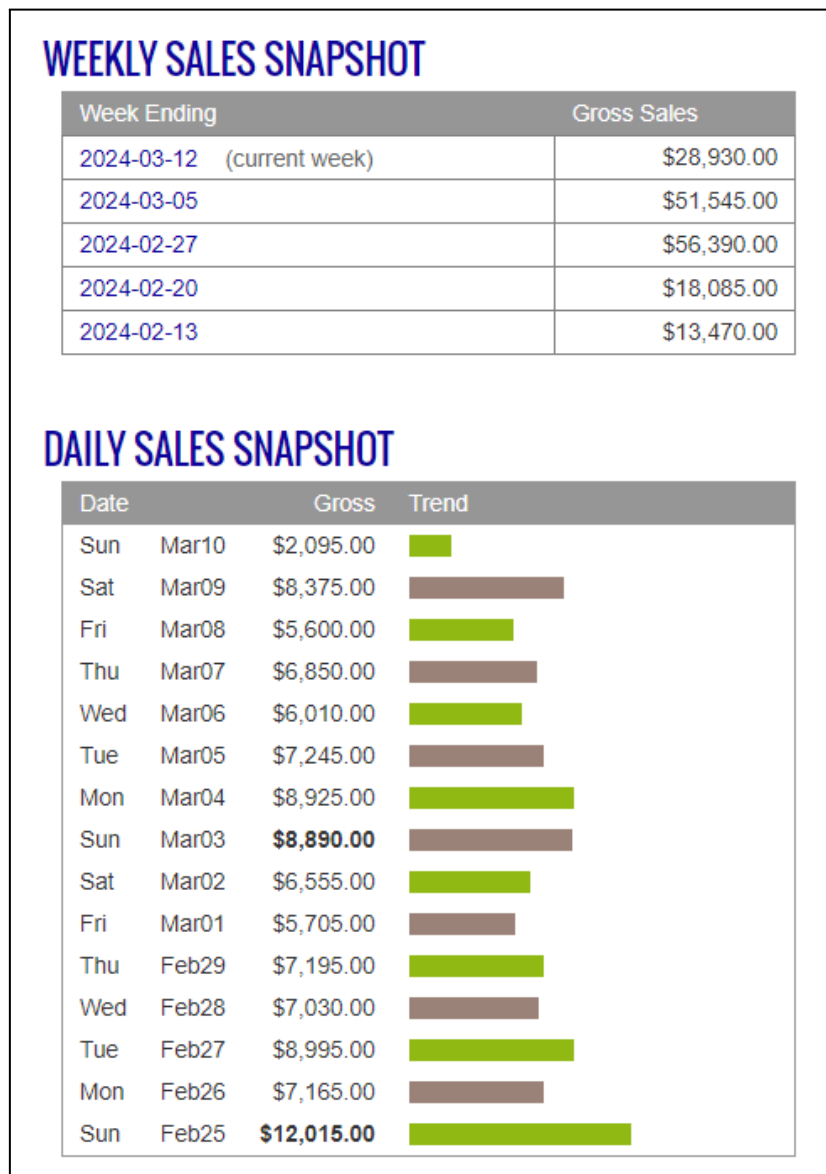 WEEKLY SALES SNAPSHOT
Week Ending Gross Sales
2024-03-12 (current week) $28,930.00
2024-03-05 $51,545.00
2024-02-27 $56,390.00
2024-02-20 $18,085.00
2024-02-13 $13,470.00
DAILY SALES SNAPSHOT
Date Gross Trend
Sun Mar10 $2,095.00
Sat Mar09 $8,375.00
Fri Mar08 $5,600.00
Thu Mar07 $6,850.00
Wed Mar06 $6,010.00
Tue Mar05 $7,245.00
Mon Mar04 $8,925.00
Sun Mar03 $8,890.00
Sat Mar02 $6,555.00
Fri Mar01 $5,705.00
Thu Feb29 $7,195.00
Wed Feb28 $7,030.00
Tue Feb27 $8,995.00
Mon Feb26 $7,165.00
Sun Feb25 $12,015.00